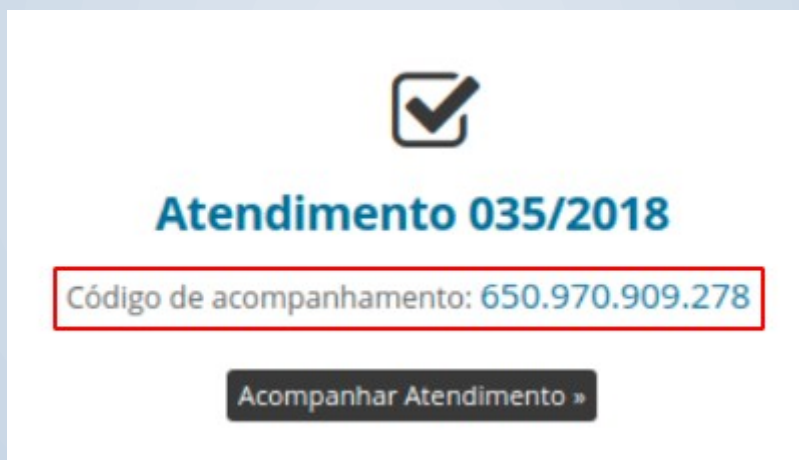 Atendimento 035/2018
Código de acompanhamento: 650.970.909.278
Acompanhar Atendimento »